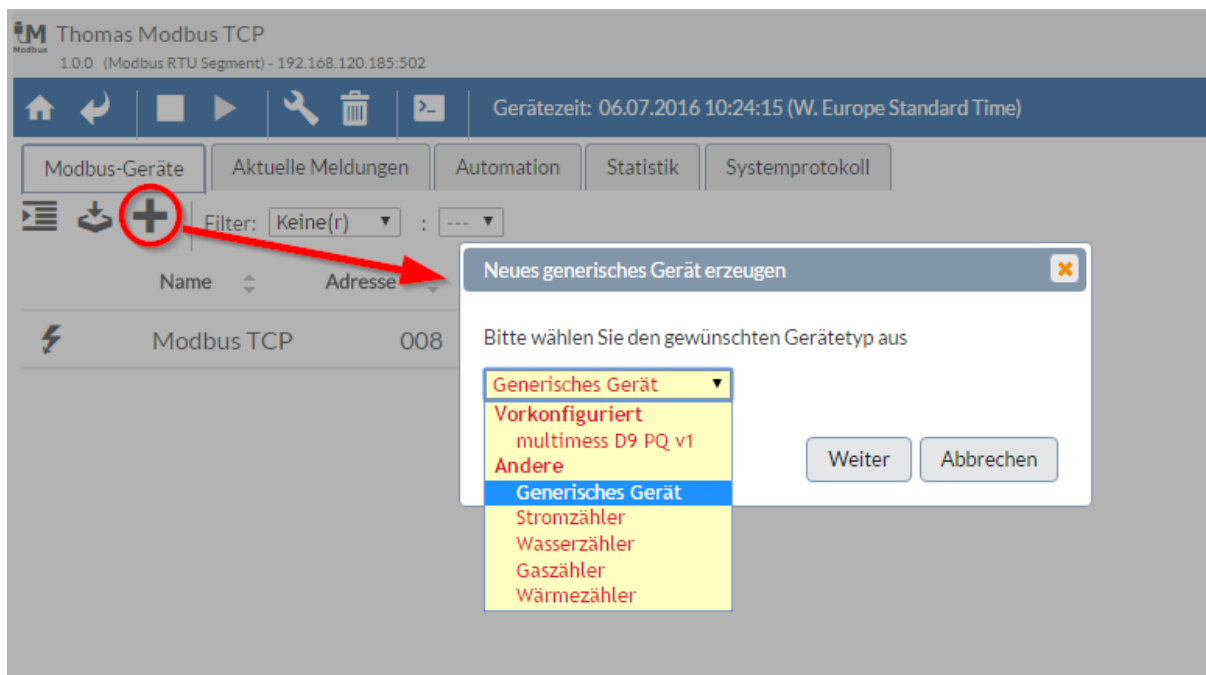 M Thomas Modbus TCP
Modbus
1.0.0 (Modbus RTU Segment) - 192.168.120.185:502
>_ Gerätezeit: 06.07.2016 10:24:15 (W. Europe Standard Time)
Modbus-Geräte Aktuelle Meldungen Automation Statistik Systemprotokoll
Filter: Keine(r) : ---
Name Adresse
Modbus TCP 008
Neues generisches Gerät erzeugen
Bitte wählen Sie den gewünschten Gerätetyp aus
Generisches Gerät
Vorkonfiguriert
multimess D9 PQ v1
Andere
Generisches Gerät
Stromzähler
Wasserzähler
Gaszähler
Wärmezähler
Weiter Abbrechen